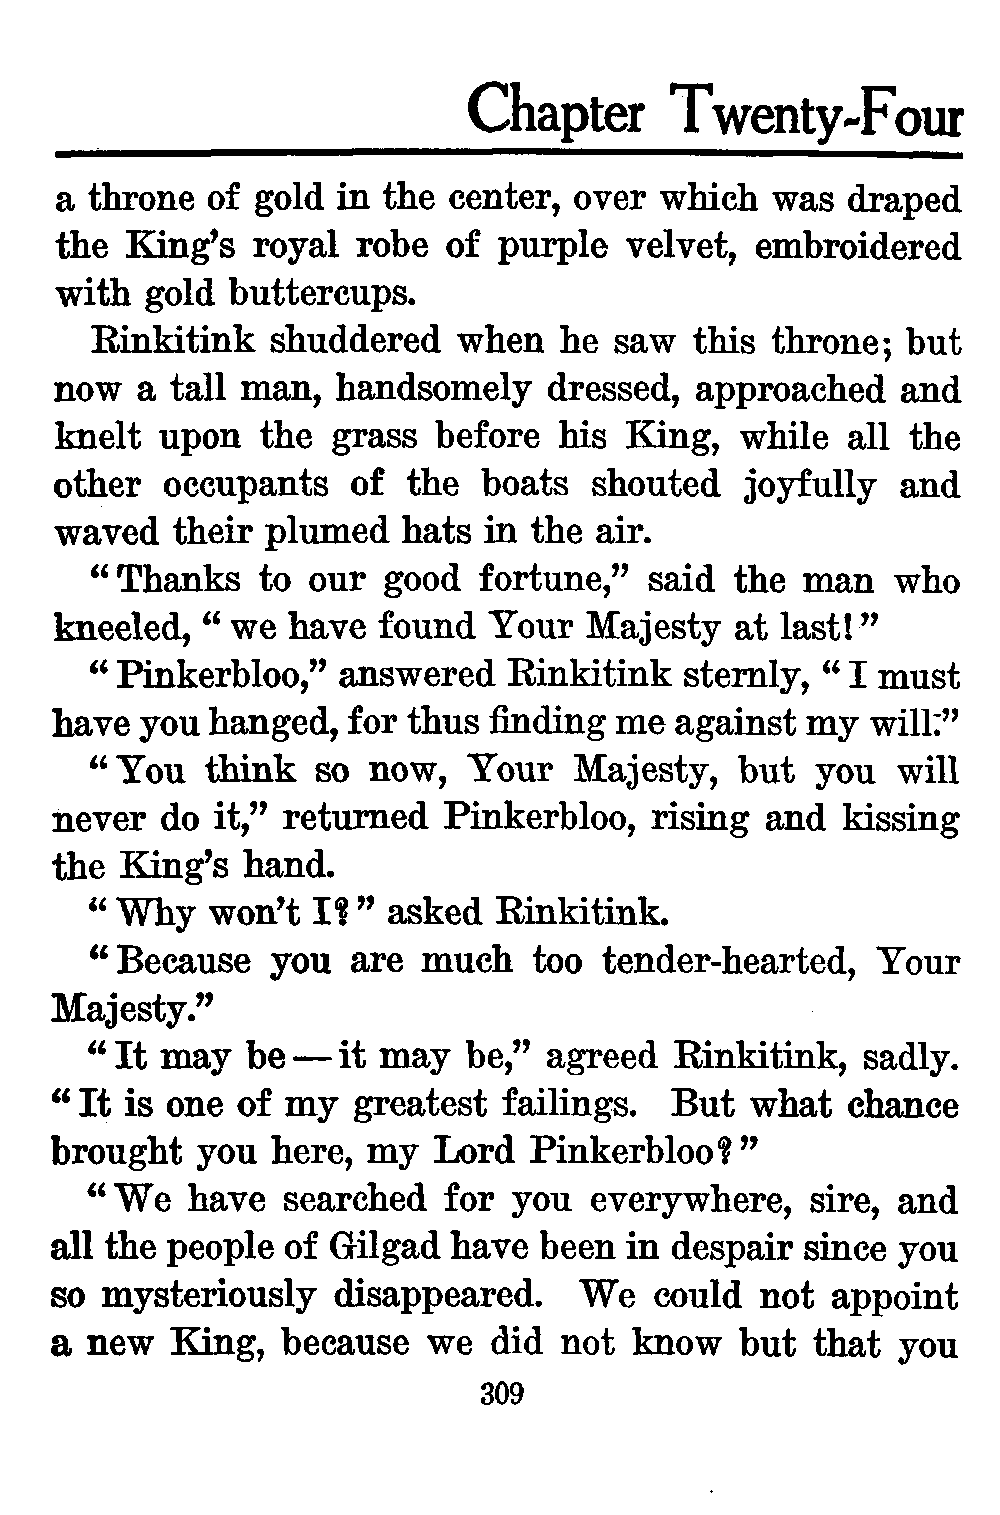 Chapter Twenty-Four
a throne of gold in the center, over which was draped
the King's royal robe of purple velvet, embroidered
with gold buttercups.
Rinkitink shuddered when he saw this throne; but
now a tall man, handsomely dressed, approached and
knelt upon the grass before his King, while all the
other occupants of the boats shouted joyfully and
waved their plumed hats in the air.
“Thanks to our good fortune,” said the man who
kneeled, “we have found Your Majesty at last!”
“Pinkerbloo,” answered Rinkitink sternly, “I must
have you hanged, for thus finding me against my will.”
“You think so now, Your Majesty, but you will
never do it,” returned Pinkerbloo, rising and kissing
the King's hand.
“Why won't I?” asked Rinkitink.
“Because you are much too tender-hearted, Your
Majesty.”
“It may be — it may be,” agreed Rinkitink, sadly.
“It is one of my greatest failings. But what chance
brought you here, my Lord Pinkerbloo?”
“We have searched for you everywhere, sire, and
all the people of Gilgad have been in despair since you
so mysteriously disappeared. We could not appoint
a new King, because we did not know but that you
309